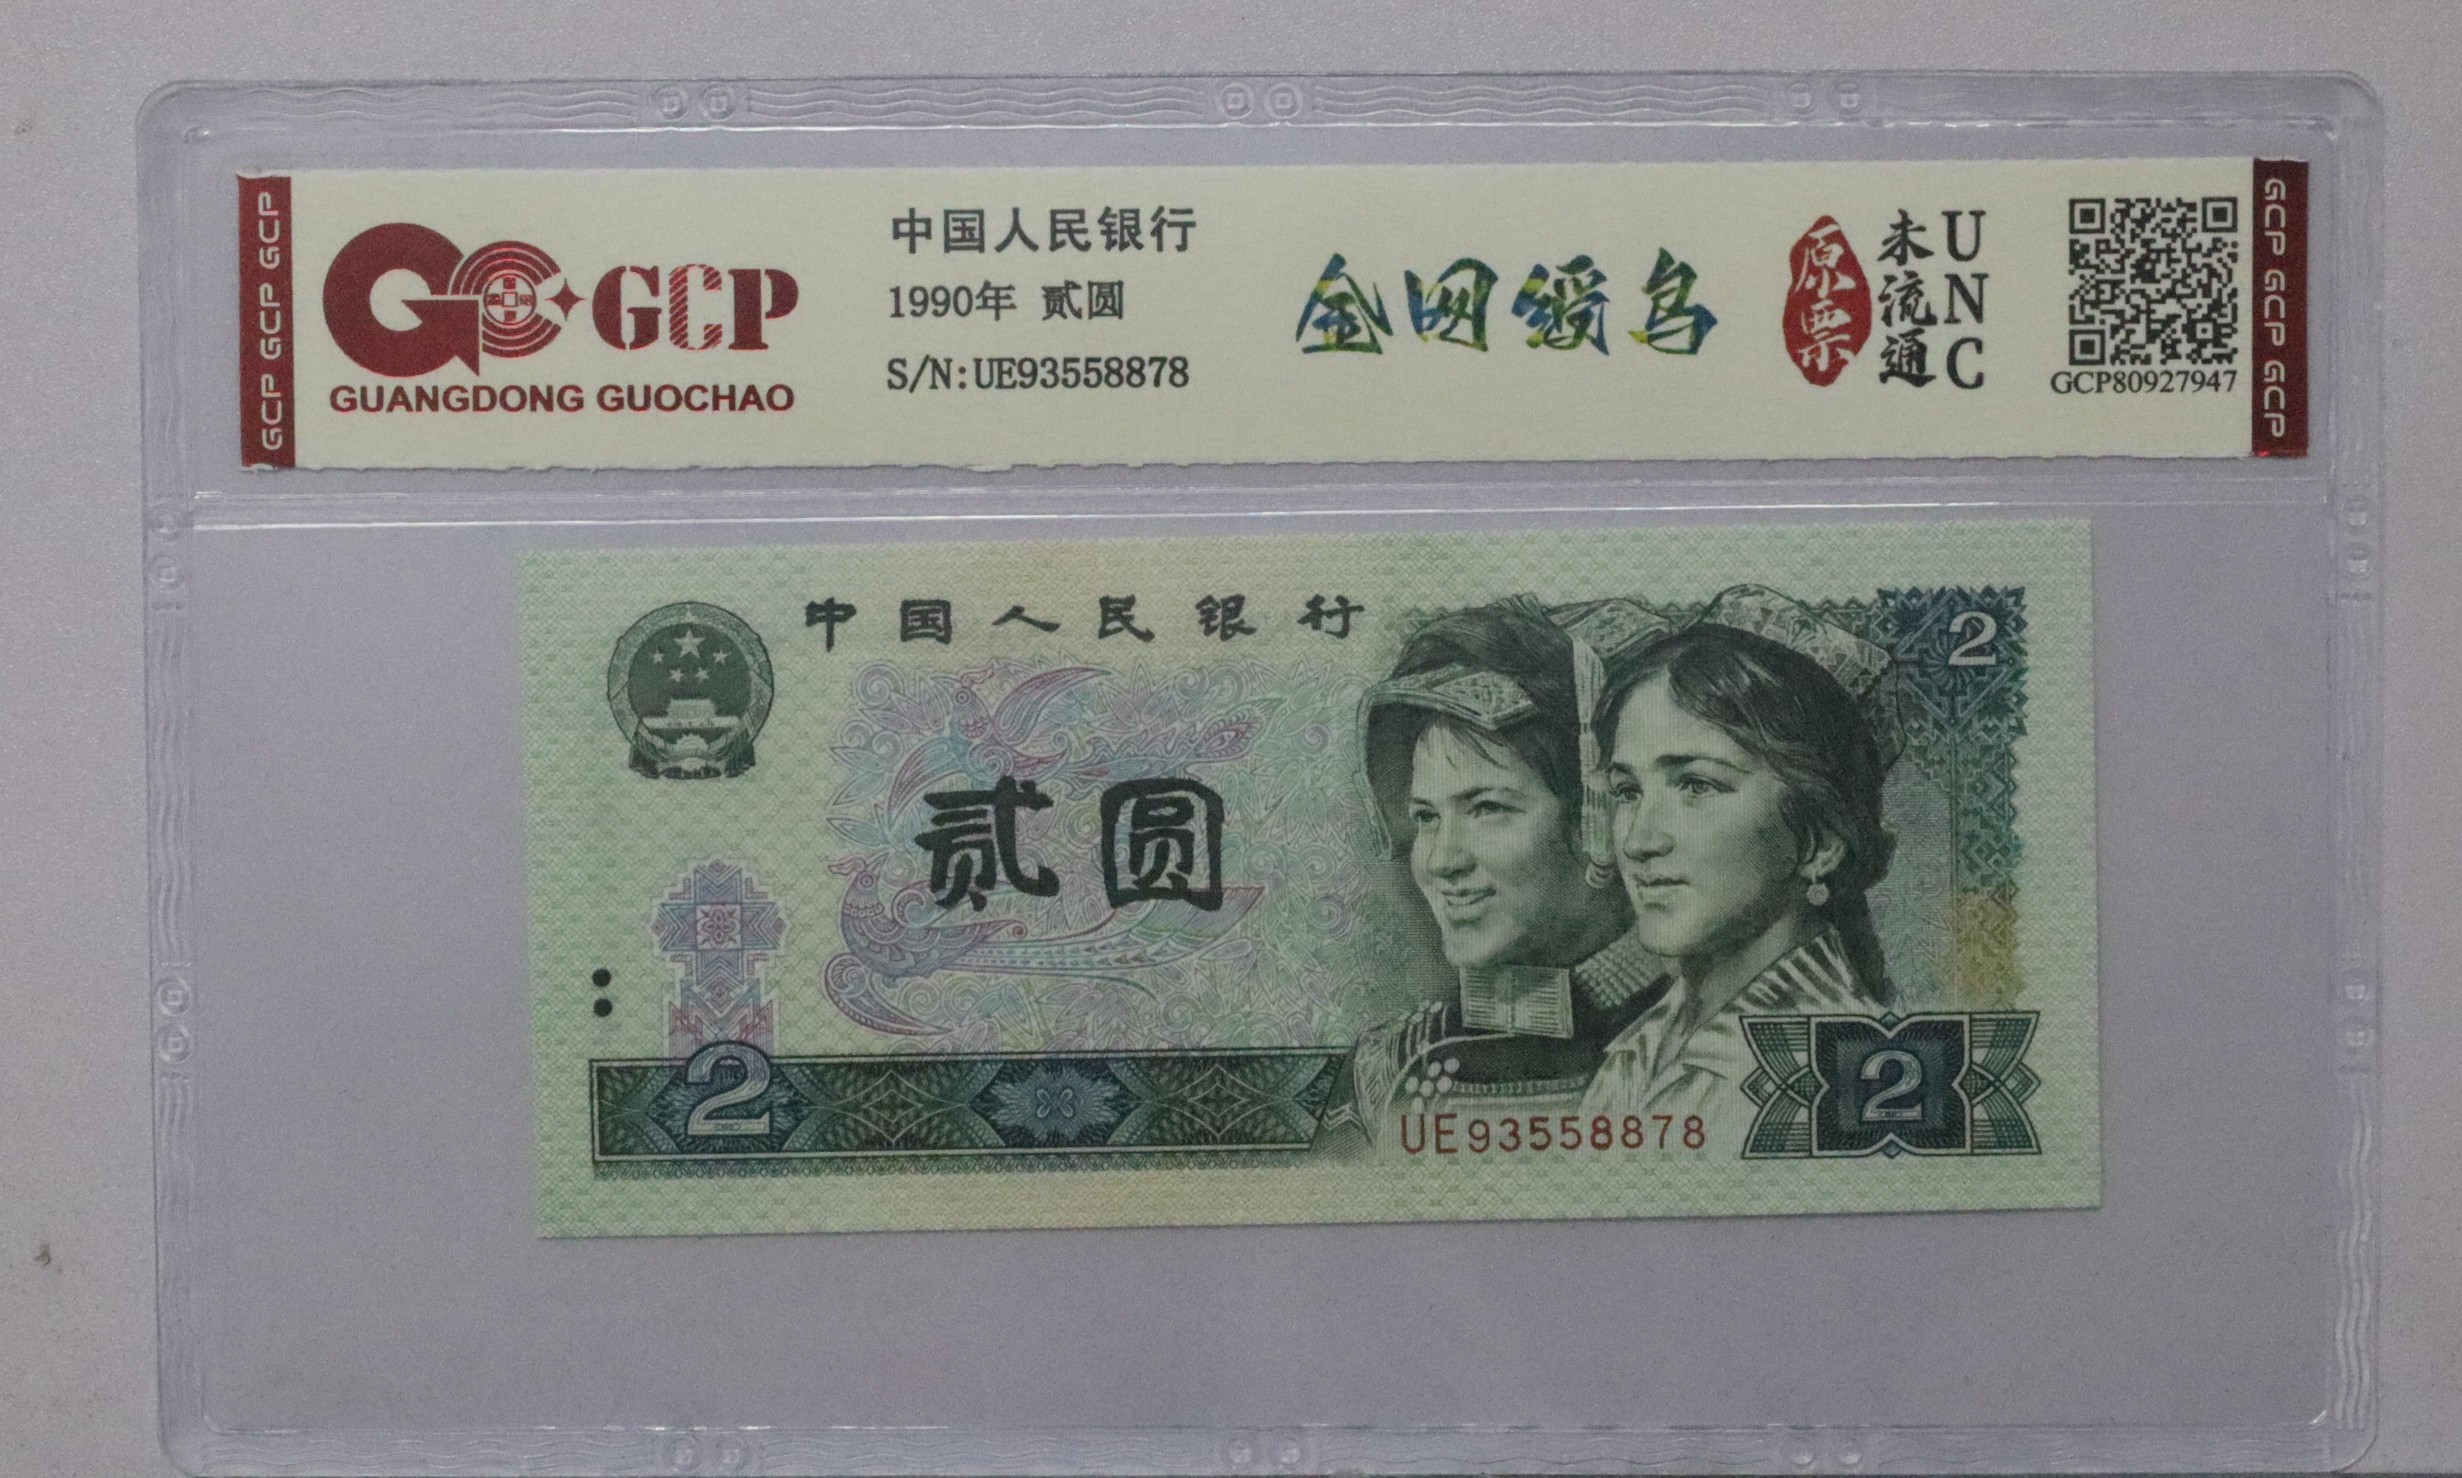 GCP GCP GCP
GCP
GUANGDONG GUOCHAO
中国人民银行
1990年 贰圆
S/N:UE93558878
金网绶鸟
原票
未流通
UNC
GCP80927947
GCP GCP GCP
中国人民银行
2
贰圆
2
UE93558878
2